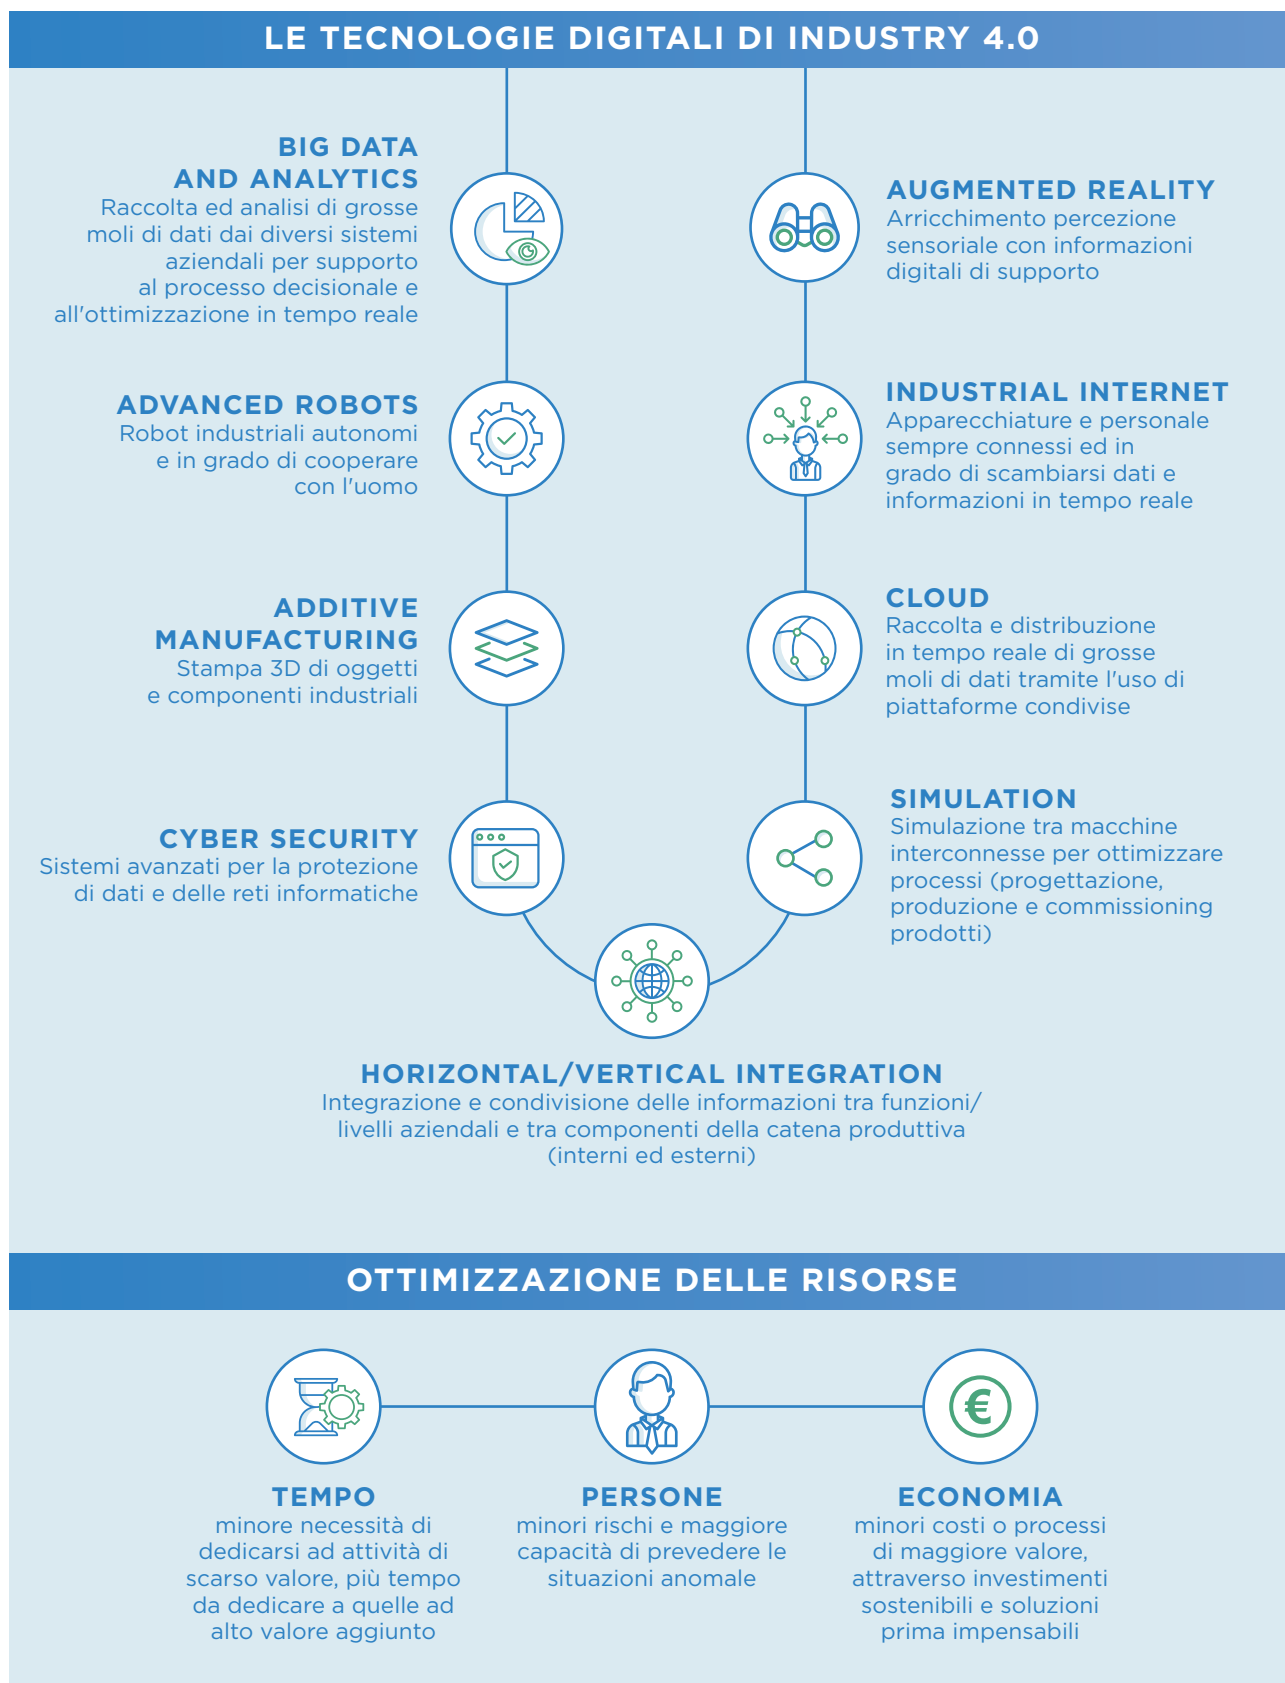 LE TECNOLOGIE DIGITALI DI INDUSTRY 4.0
BIG DATA
AND ANALYTICS
Raccolta ed analisi di grosse
moli di dati dai diversi sistemi
aziendali per supporto
al processo decisionale e
all'ottimizzazione in tempo reale
AUGMENTED REALITY
Arricchimento percezione
sensoriale con informazioni
digitali di supporto
ADVANCED ROBOTS
Robot industriali autonomi
e in grado di cooperare
con l'uomo
INDUSTRIAL INTERNET
Apparecchiature e personale
sempre connessi ed in
grado di scambiarsi dati e
informazioni in tempo reale
ADDITIVE
MANUFACTURING
Stampa 3D di oggetti
e componenti industriali
CLOUD
Raccolta e distribuzione
in tempo reale di grosse
moli di dati tramite l'uso di
piattaforme condivise
CYBER SECURITY
Sistemi avanzati per la protezione
di dati e delle reti informatiche
SIMULATION
Simulazione tra macchine
interconnesse per ottimizzare
processi (progettazione,
produzione e commissioning
prodotti)
HORIZONTAL/VERTICAL INTEGRATION
Integrazione e condivisione delle informazioni tra funzioni/
livelli aziendali e tra componenti della catena produttiva
(interni ed esterni)
OTTIMIZZAZIONE DELLE RISORSE
€
TEMPO
minore necessità di
dedicarsi ad attività di
scarso valore, più tempo
da dedicare a quelle ad
alto valore aggiunto
PERSONE
minori rischi e maggiore
capacità di prevedere le
situazioni anomale
ECONOMIA
minori costi o processi
di maggiore valore,
attraverso investimenti
sostenibili e soluzioni
prima impensabili